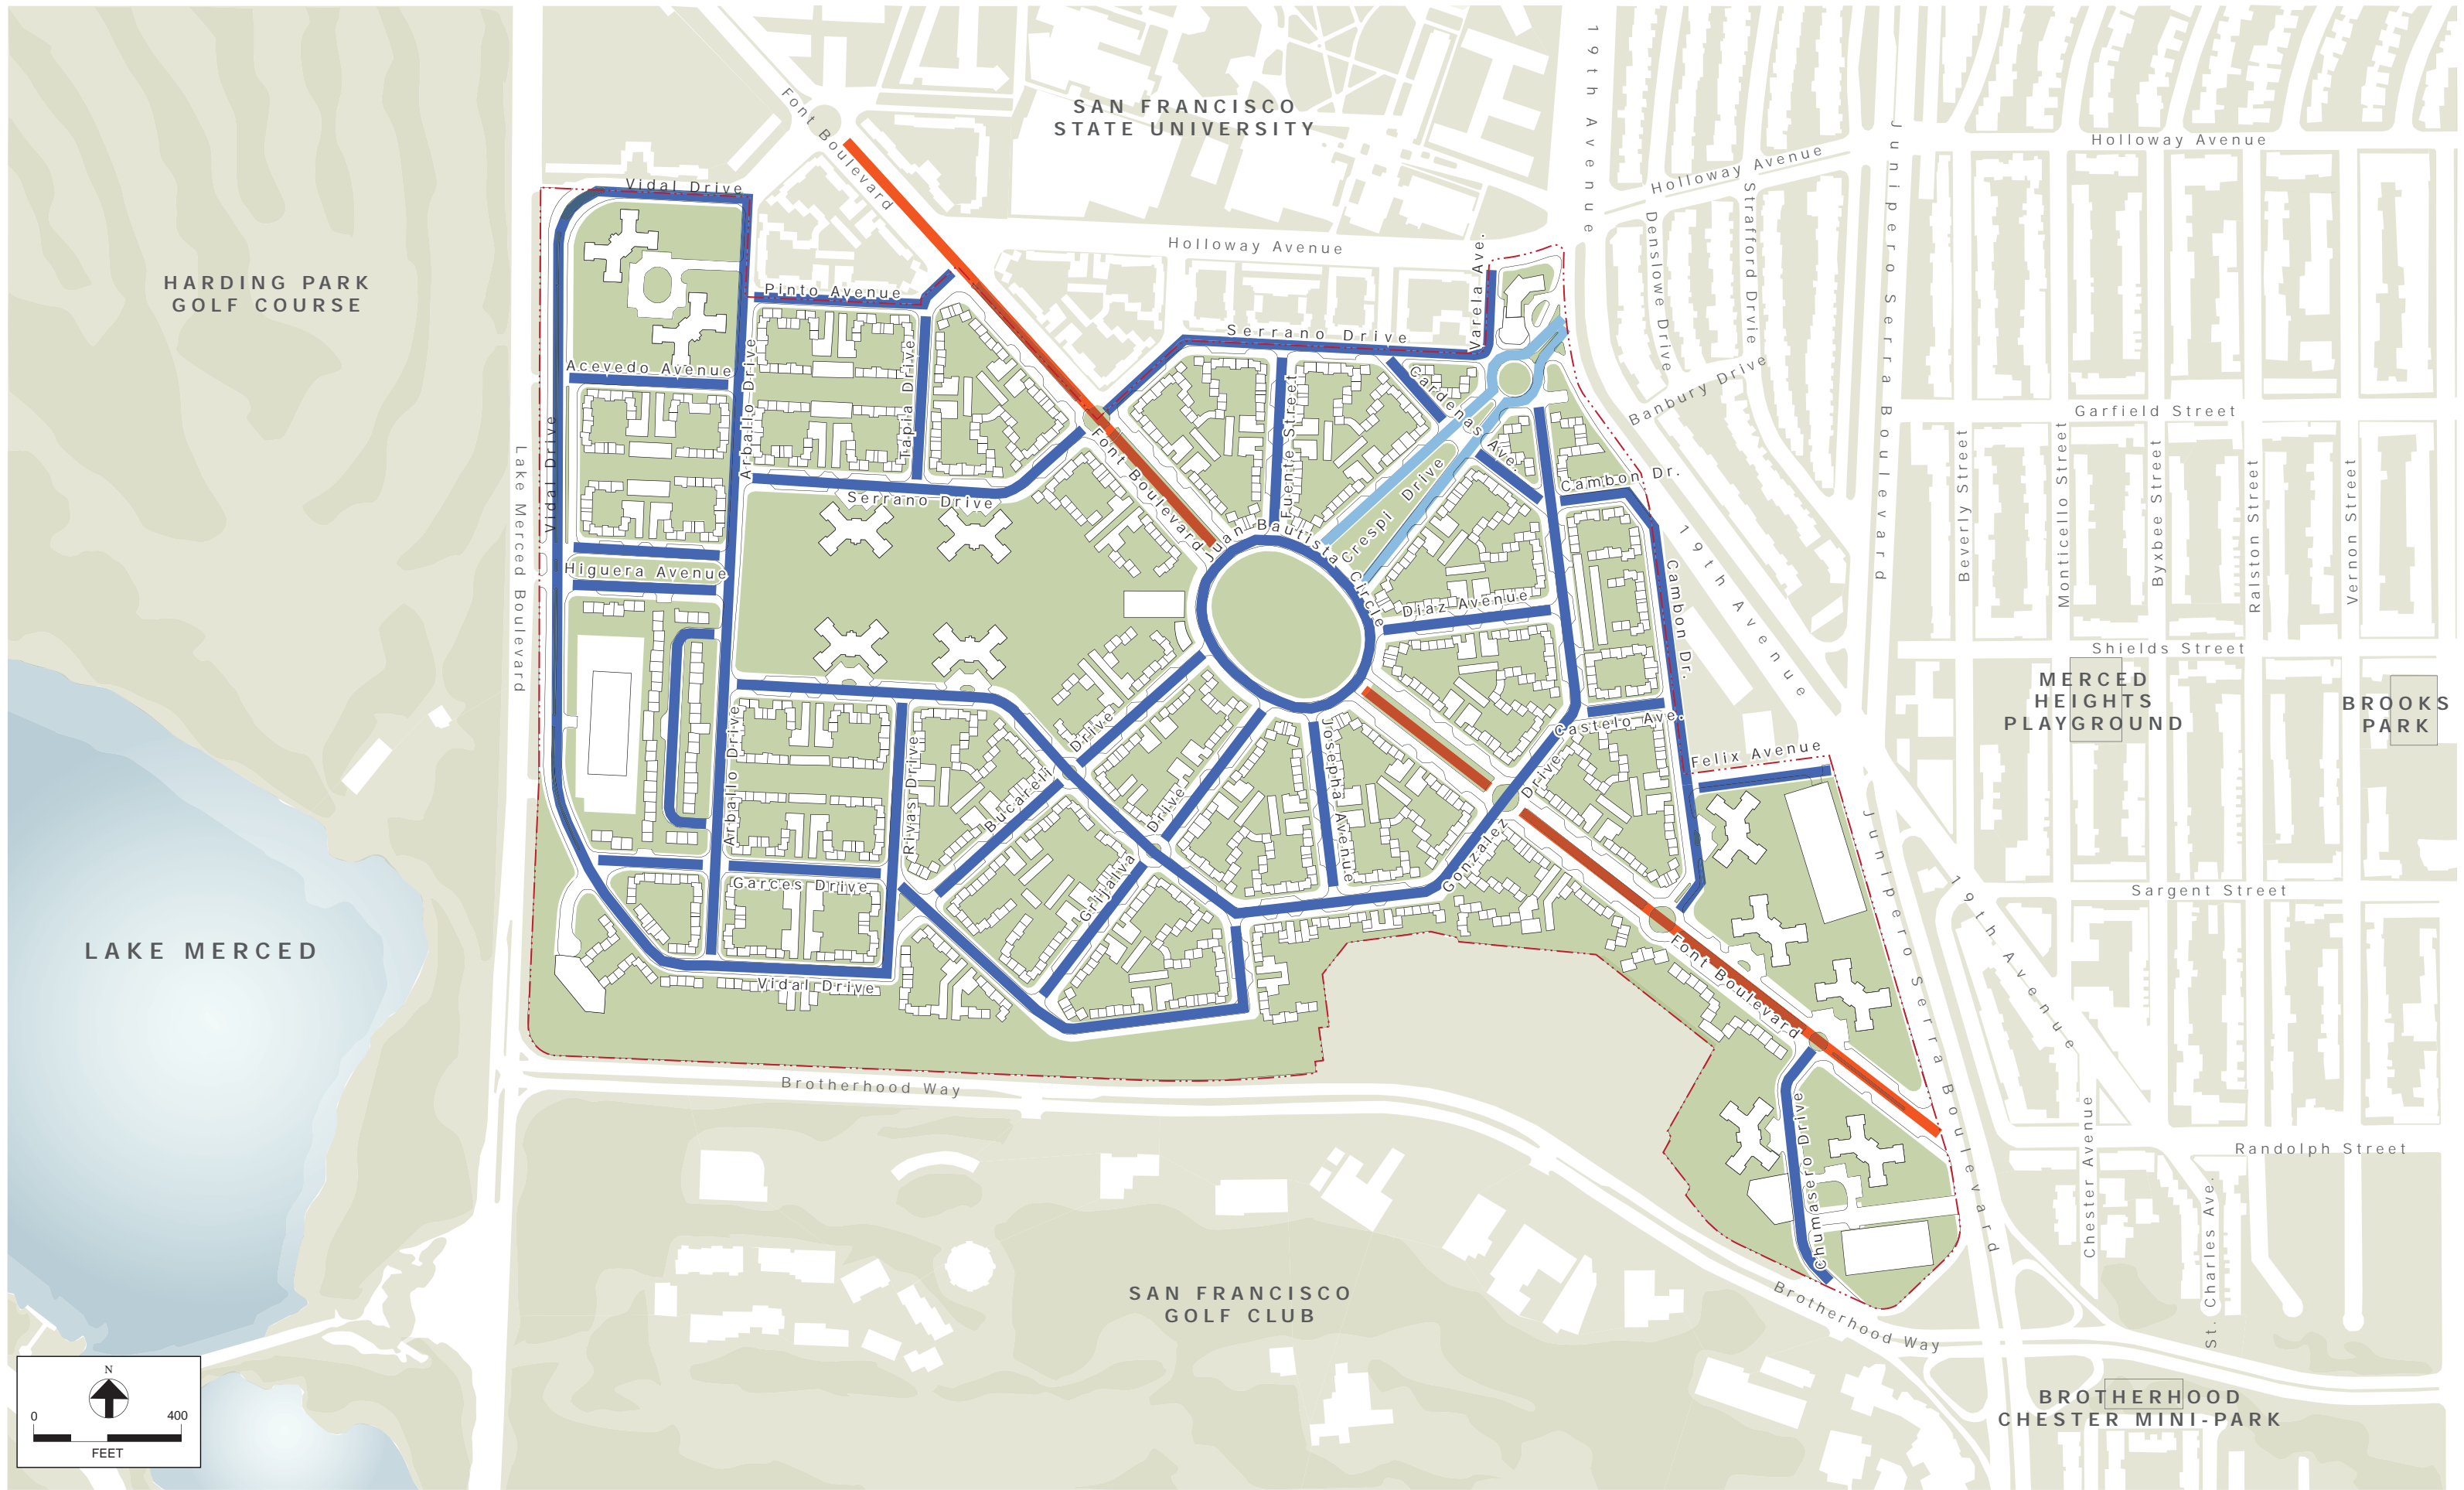 SAN FRANCISCO
STATE UNIVERSITY
19th Avenue
Font Boulevard
Junipero Serra Boulevard
Holloway Avenue
Holloway Avenue
Holloway Avenue
Vidal Drive
Denslowe Drive
Strafford Drvie
Varela Ave.
HARDING PARK
GOLF COURSE
Pinto Avenue
Serrano Drive
Acevedo Avenue
Arballo Drive
Tapia Drive
Cardenas Ave.
Fuente Street
Banbury Drive
Garfield Street
Vidal Drive
Lake Merced Boulevard
Font Boulevard
Serrano Drive
Crespi Drive
Cambon Dr.
Beverly Street
Monticello Street
Byxbee Street
Ralston Street
Vernon Street
Juan Bautista Circle
19th Avenue
Higuera Avenue
Diaz Avenue
Cambon Dr.
Shields Street
MERCED
HEIGHTS
PLAYGROUND
BROOKS
PARK
Arballo Drive
Rivas Drive
Bucareli Drive
Grijalva Drive
Josepha Avenue
Gonzalez Drive
Castelo Ave.
Felix Avenue
Garces Drive
Sargent Street
LAKE MERCED
Vidal Drive
Font Boulevard
Junipero Serra Boulevard
19th Avenue
Brotherhood Way
Chumasero Drive
Chester Avenue
Randolph Street
St. Charles Ave.
SAN FRANCISCO
GOLF CLUB
Brotherhood Way
BROTHERHOOD
CHESTER MINI-PARK
N
0 400
FEET